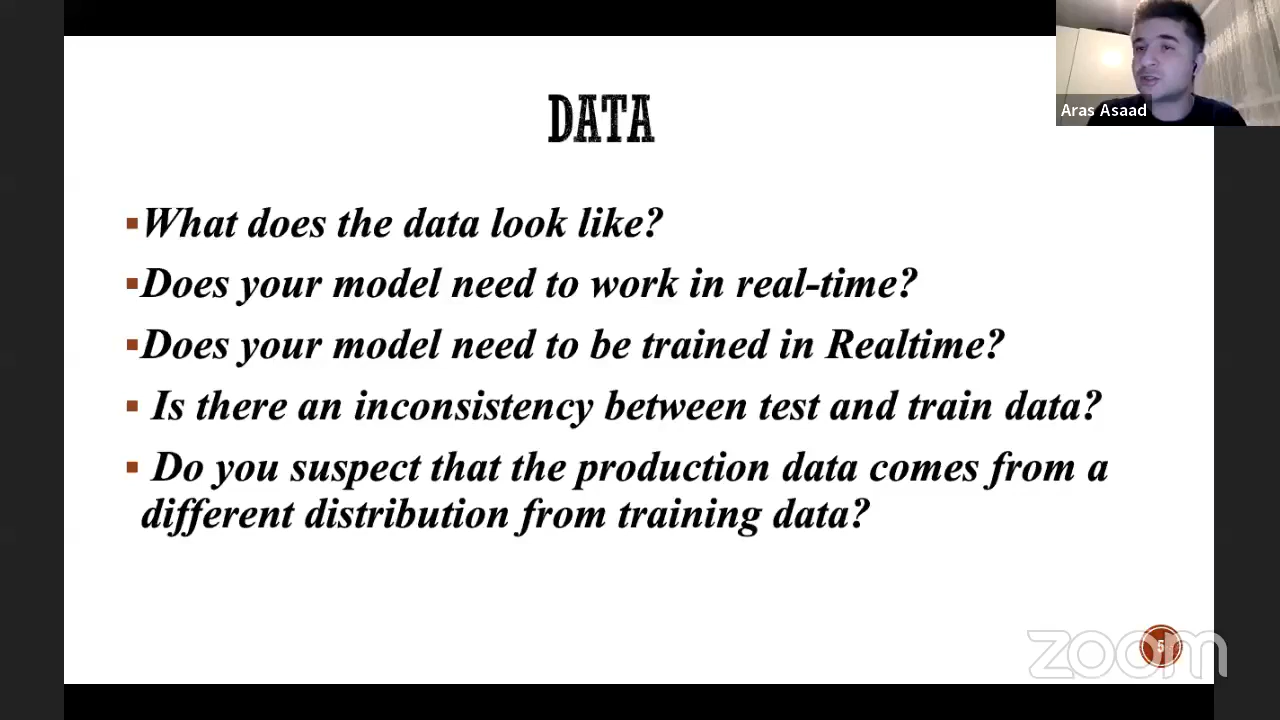 DATA
Aras Asaad
▪What does the data look like?
▪Does your model need to work in real-time?
▪Does your model need to be trained in Realtime?
▪ Is there an inconsistency between test and train data?
▪ Do you suspect that the production data comes from a
different distribution from training data?
5
zoom